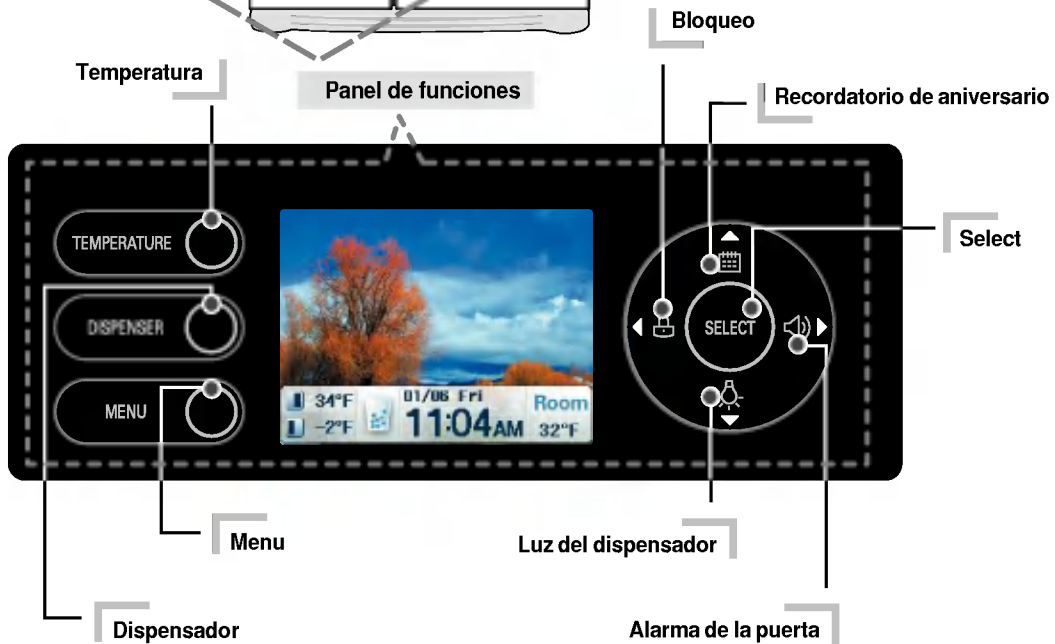 Bloqueo
Temperatura
Panel de funciones
Recordatorio de aniversario
TEMPERATURE
Select
DISPENSER
SELECT
MENU
34°F
-2°F
01/06 Fri
11:04AM
Room
32°F
Menu
Luz del dispensador
Dispensador
Alarma de la puerta